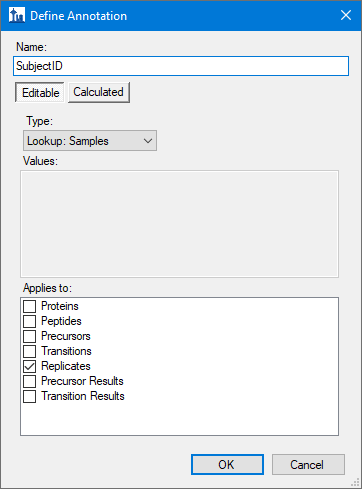 Define Annotation
Name:
SubjectID
Editable Calculated
Type:
Lookup: Samples
Values:
Applies to:
Proteins
Peptides
Precursors
Transitions
Replicates
Precursor Results
Transition Results
OK Cancel